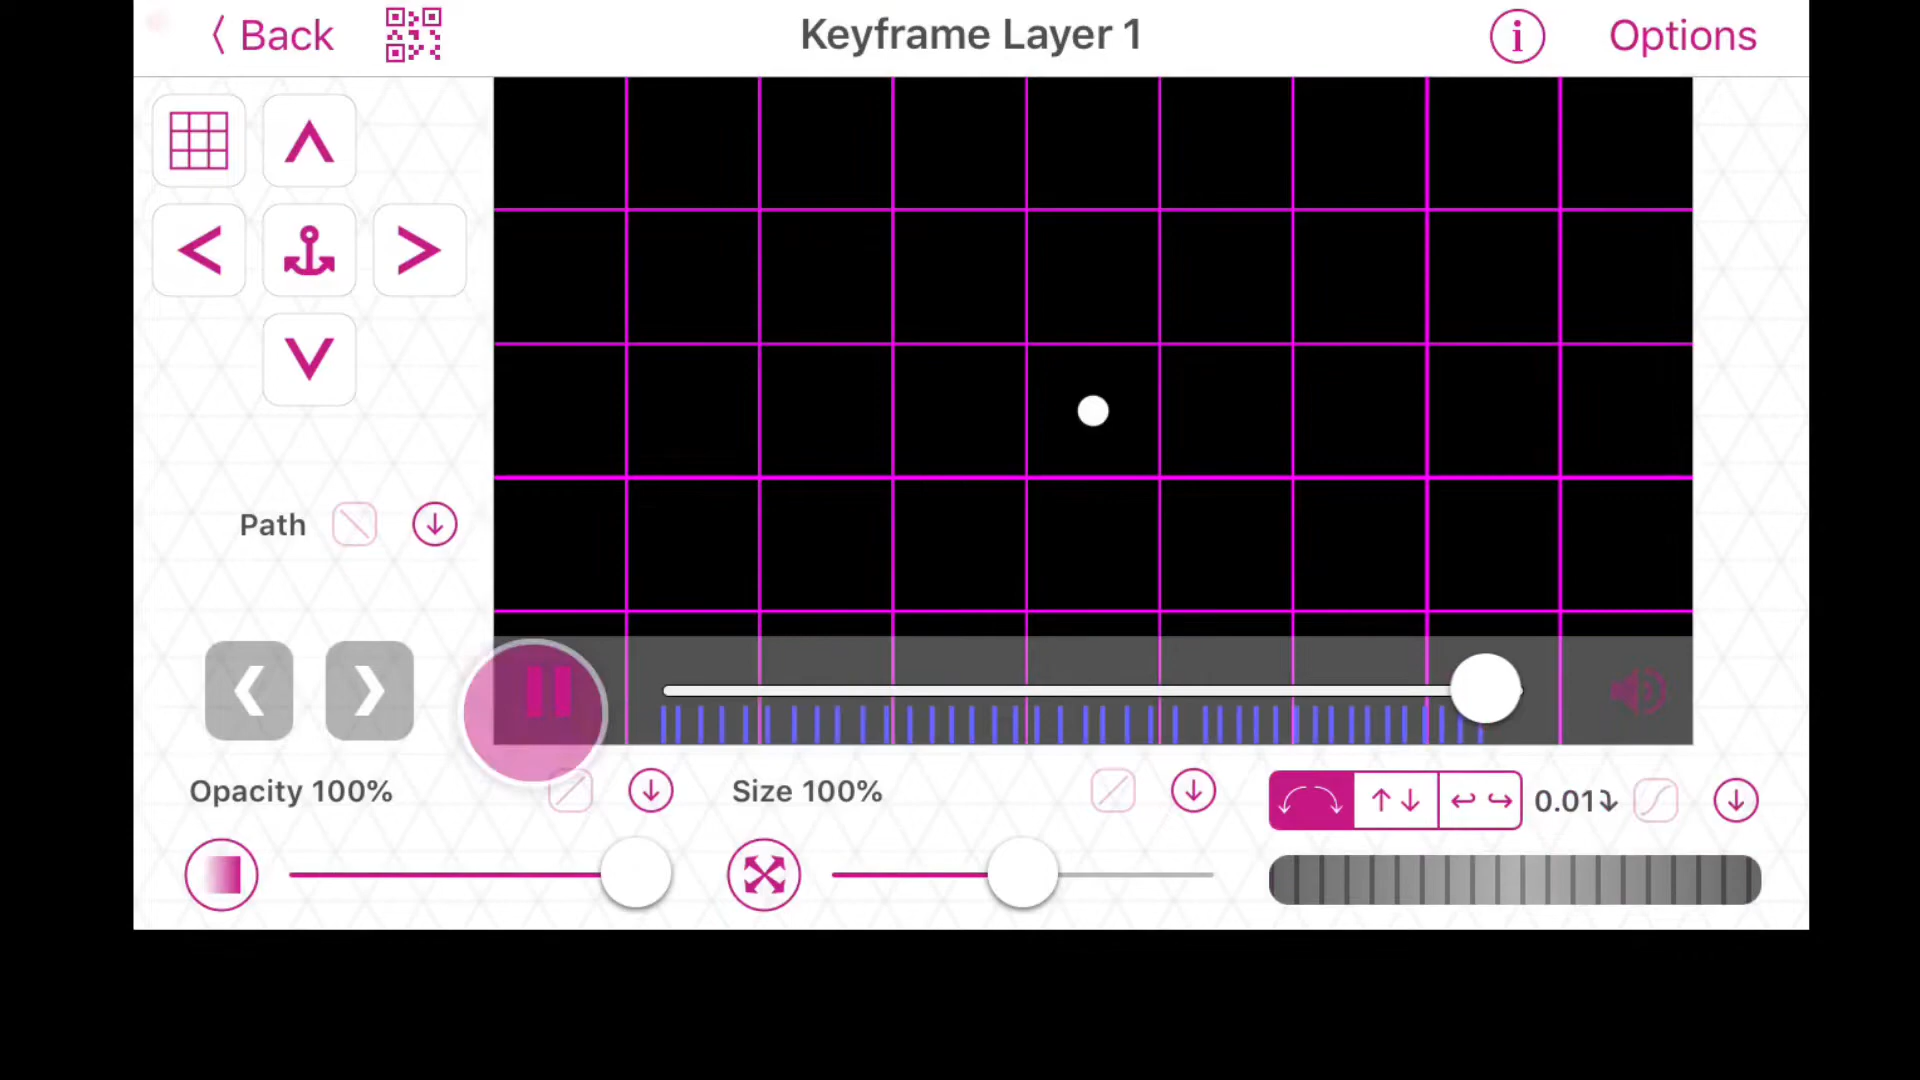 Back
Keyframe Layer 1
i
Options
Path
Opacity 100%
Size 100%
0.01